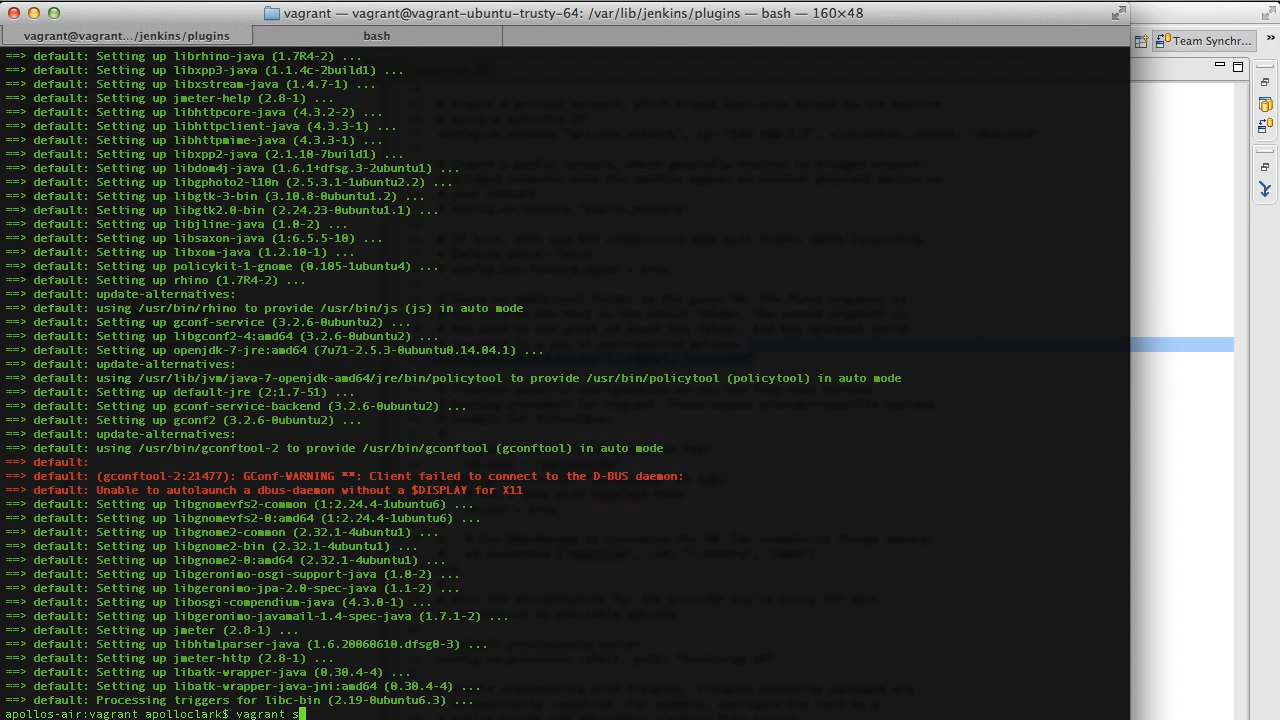 vagrant — vagrant@vagrant-ubuntu-trusty-64: /var/lib/jenkins/plugins — bash — 160×48
vagrant@vagrant.../jenkins/plugins
bash
Team Synchr...
==> default: Setting up librhino-java (1.7R4-2) ...
==> default: Setting up libxpp3-java (1.1.4c-2build1) ...
==> default: Setting up libxstream-java (1.4.7-1) ...
==> default: Setting up jmeter-help (2.8-1) ...
==> default: Setting up libhttpcore-java (4.3.2-2) ...
==> default: Setting up libhttpclient-java (4.3.3-1) ...
==> default: Setting up libhttpmime-java (4.3.3-1) ...
==> default: Setting up libxpp2-java (2.1.10-7build1) ...
==> default: Setting up libdom4j-java (1.6.1+dfsg.3-2ubuntu1) ...
==> default: Setting up libgphoto2-l10n (2.5.3.1-1ubuntu2.2) ...
==> default: Setting up libgtk-3-bin (3.10.8-0ubuntu1.2) ...
==> default: Setting up libgtk2.0-bin (2.24.23-0ubuntu1.1) ...
==> default: Setting up libjline-java (1.0-2) ...
==> default: Setting up libsaxon-java (1:6.5.5-10) ...
==> default: Setting up libxom-java (1.2.10-1) ...
==> default: Setting up policykit-1-gnome (0.105-1ubuntu4) ...
==> default: Setting up rhino (1.7R4-2) ...
==> default: update-alternatives:
==> default: using /usr/bin/rhino to provide /usr/bin/js (js) in auto mode
==> default: Setting up gconf-service (3.2.6-0ubuntu2) ...
==> default: Setting up libgconf2-4:amd64 (3.2.6-0ubuntu2) ...
==> default: Setting up openjdk-7-jre:amd64 (7u71-2.5.3-0ubuntu0.14.04.1) ...
==> default: update-alternatives:
==> default: using /usr/lib/jvm/java-7-openjdk-amd64/jre/bin/policytool to provide /usr/bin/policytool (policytool) in auto mode
==> default: Setting up default-jre (2:1.7-51) ...
==> default: Setting up gconf-service-backend (3.2.6-0ubuntu2) ...
==> default: Setting up gconf2 (3.2.6-0ubuntu2) ...
==> default: update-alternatives:
==> default: using /usr/bin/gconftool-2 to provide /usr/bin/gconftool (gconftool) in auto mode
==> default:
==> default: (gconftool-2:21477): GConf-WARNING **: Client failed to connect to the D-BUS daemon:
==> default: Unable to autolaunch a dbus-daemon without a $DISPLAY for X11
==> default: Setting up libgnomevfs2-common (1:2.24.4-1ubuntu6) ...
==> default: Setting up libgnomevfs2-0:amd64 (1:2.24.4-1ubuntu6) ...
==> default: Setting up libgnome2-common (2.32.1-4ubuntu1) ...
==> default: Setting up libgnome2-bin (2.32.1-4ubuntu1) ...
==> default: Setting up libgnome2-0:amd64 (2.32.1-4ubuntu1) ...
==> default: Setting up libgeronimo-osgi-support-java (1.0-2) ...
==> default: Setting up libgeronimo-jpa-2.0-spec-java (1.1-2) ...
==> default: Setting up libosgi-compendium-java (4.3.0-1) ...
==> default: Setting up libgeronimo-javamail-1.4-spec-java (1.7.1-2) ...
==> default: Setting up jmeter (2.8-1) ...
==> default: Setting up libhtmlparser-java (1.6.20060610.dfsg0-3) ...
==> default: Setting up jmeter-http (2.8-1) ...
==> default: Setting up libatk-wrapper-java (0.30.4-4) ...
==> default: Setting up libatk-wrapper-java-jni:amd64 (0.30.4-4) ...
==> default: Processing triggers for libc-bin (2.19-0ubuntu6.3) ...
apollos-air:vagrant apolloclark$ vagrant s